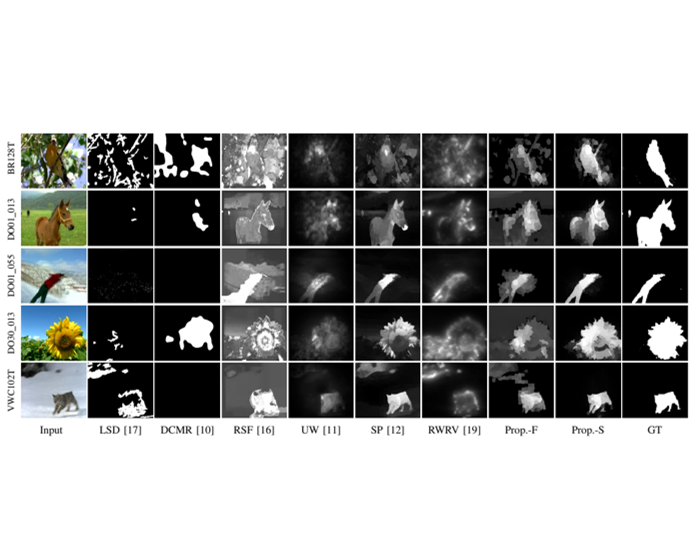 BR128T
DO01_013
DO01_055
DO30_013
VWC102T
Input LSD [17] DCMR [10] RSF [16] UW [11] SP [12] RWRV [19] Prop.-F Prop.-S GT